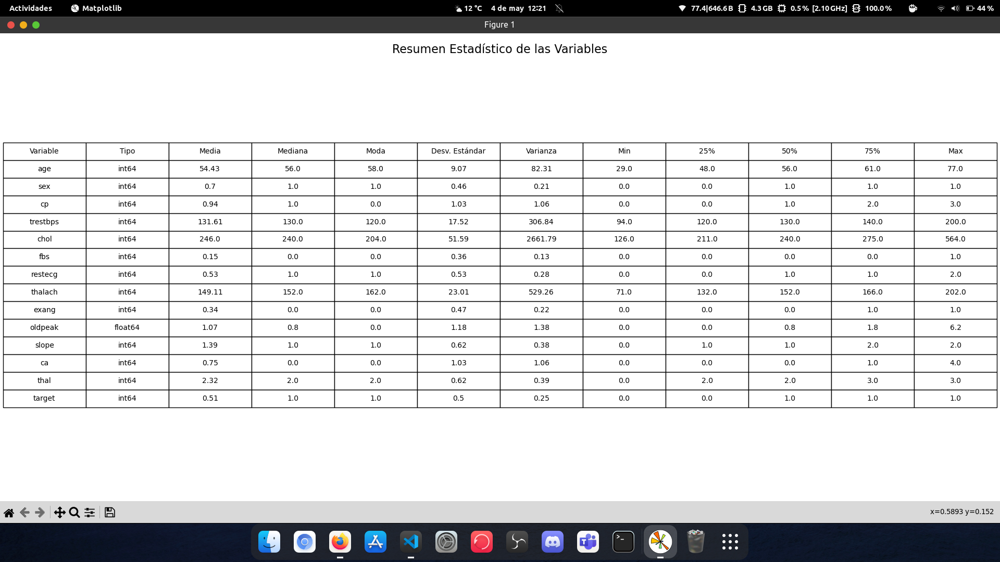 Actividades Matplotlib 12 °C 4 de may 12:21 77.4|646.6 B 4.3 GB 0.5 % [2.10 GHz] 100.0 % 44 %
Figure 1
Resumen Estadístico de las Variables
Variable Tipo Media Mediana Moda Desv. Estándar Varianza Min 25% 50% 75% Max
age int64 54.43 56.0 58.0 9.07 82.31 29.0 48.0 56.0 61.0 77.0
sex int64 0.7 1.0 1.0 0.46 0.21 0.0 0.0 1.0 1.0 1.0
cp int64 0.94 1.0 0.0 1.03 1.06 0.0 0.0 1.0 2.0 3.0
trestbps int64 131.61 130.0 120.0 17.52 306.84 94.0 120.0 130.0 140.0 200.0
chol int64 246.0 240.0 204.0 51.59 2661.79 126.0 211.0 240.0 275.0 564.0
fbs int64 0.15 0.0 0.0 0.36 0.13 0.0 0.0 0.0 0.0 1.0
restecg int64 0.53 1.0 1.0 0.53 0.28 0.0 0.0 1.0 1.0 2.0
thalach int64 149.11 152.0 162.0 23.01 529.26 71.0 132.0 152.0 166.0 202.0
exang int64 0.34 0.0 0.0 0.47 0.22 0.0 0.0 0.0 1.0 1.0
oldpeak float64 1.07 0.8 0.0 1.18 1.38 0.0 0.0 0.8 1.8 6.2
slope int64 1.39 1.0 1.0 0.62 0.38 0.0 1.0 1.0 2.0 2.0
ca int64 0.75 0.0 0.0 1.03 1.06 0.0 0.0 0.0 1.0 4.0
thal int64 2.32 2.0 2.0 0.62 0.39 0.0 2.0 2.0 3.0 3.0
target int64 0.51 1.0 1.0 0.5 0.25 0.0 0.0 1.0 1.0 1.0
x=0.5893 y=0.152